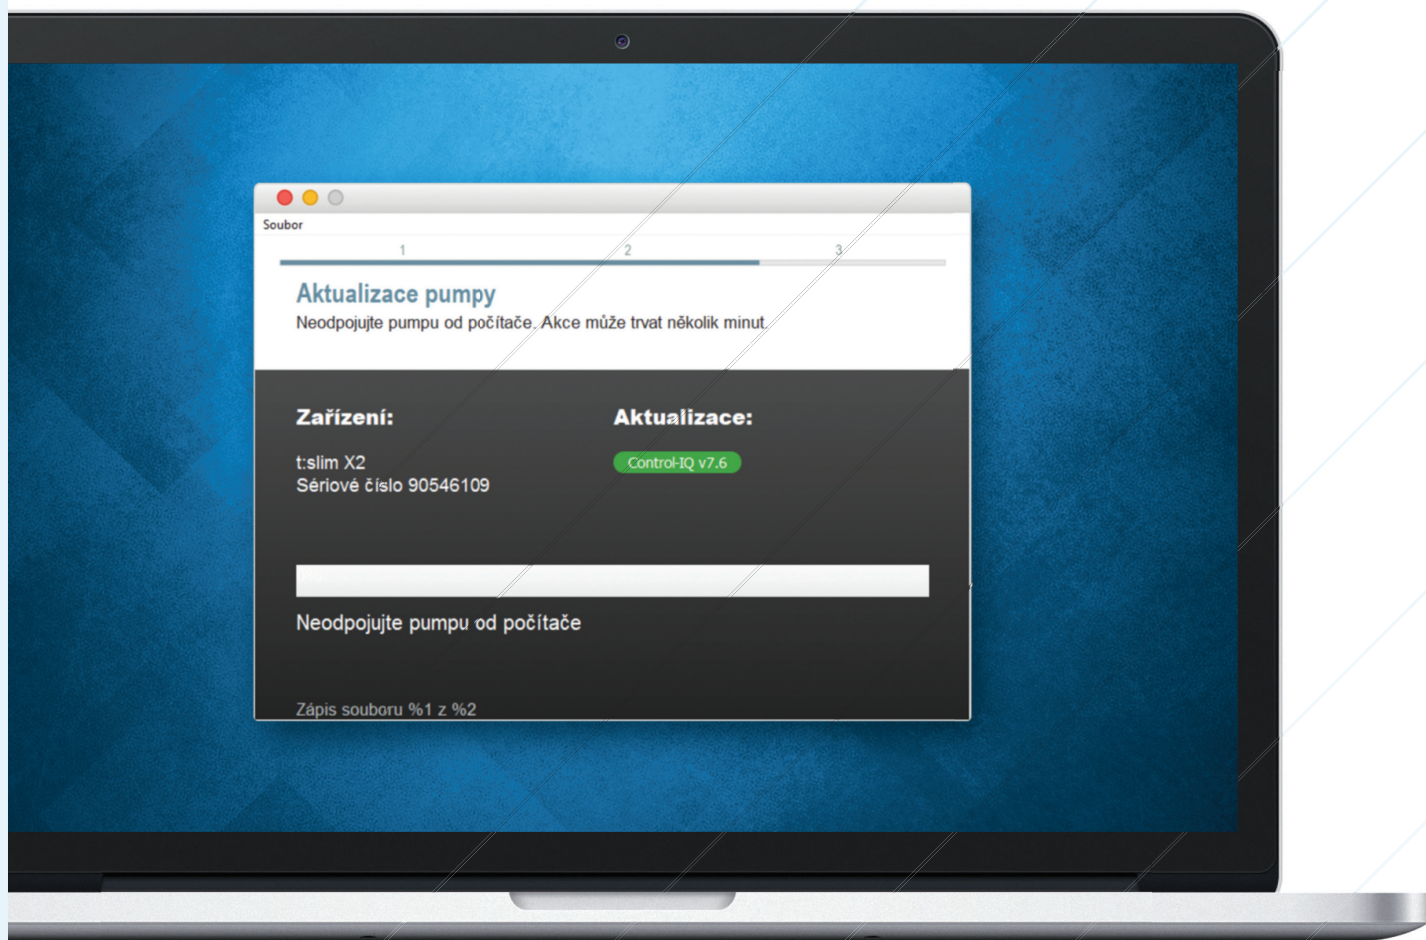 Soubor
1 2 3
Aktualizace pumpy
Neodpojujte pumpu od počítače. Akce může trvat několik minut.
Zařízení: Aktualizace:
t:slim X2 Control-IQ v7.6
Sériové číslo 90546109
Neodpojujte pumpu od počítače
Zápis souboru %1 z %2